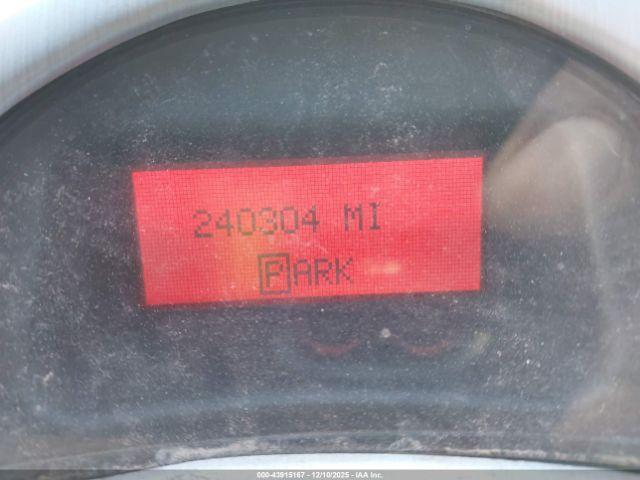 240304 MI
PARK
000-43915167 • 12/10/2025 • IAA Inc.